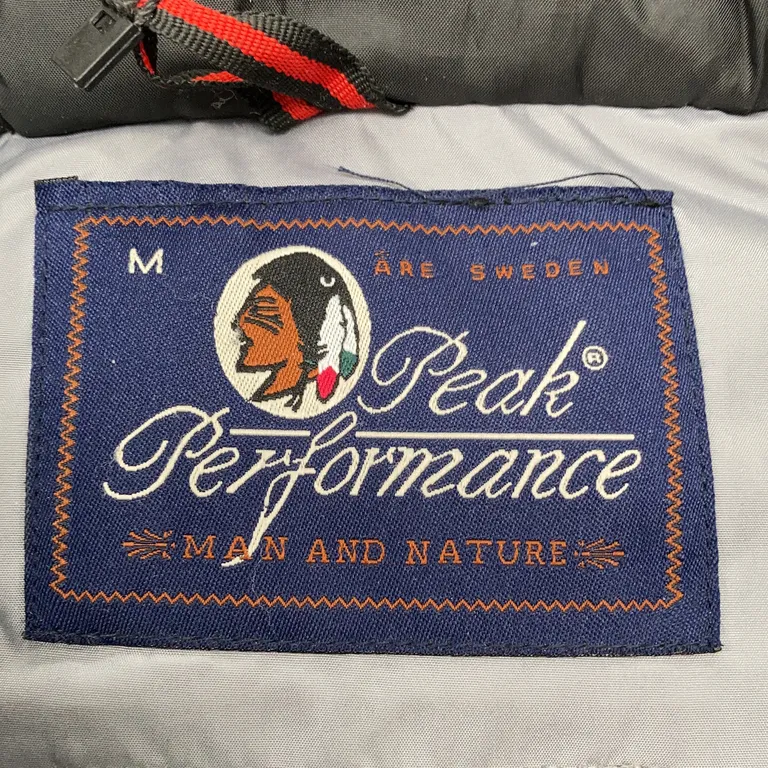 M
ÅRE SWEDEN
Peak®
Performance
MAN AND NATURE